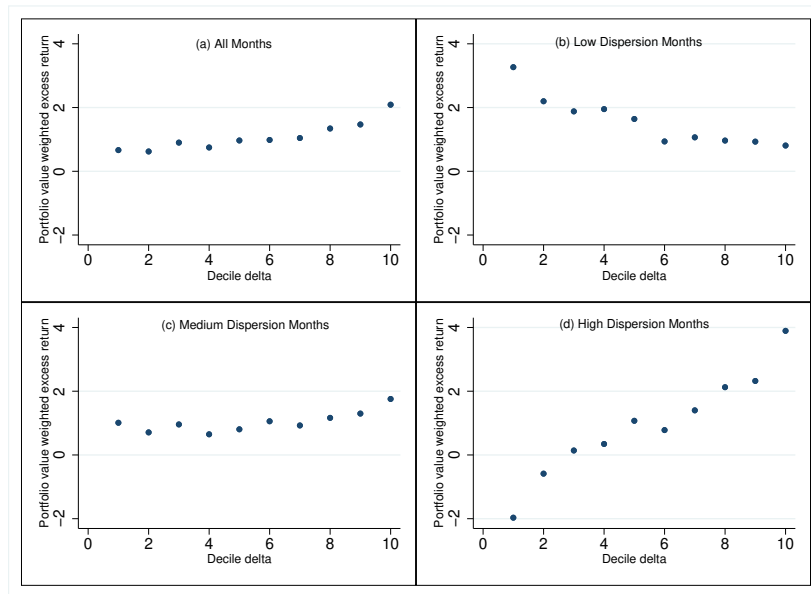 (a) All Months
Portfolio value weighted excess return
4
2
0
−2
0 2 4 6 8 10
Decile delta
(b) Low Dispersion Months
Portfolio value weighted excess return
4
2
0
−2
0 2 4 6 8 10
Decile delta
(c) Medium Dispersion Months
Portfolio value weighted excess return
4
2
0
−2
0 2 4 6 8 10
Decile delta
(d) High Dispersion Months
Portfolio value weighted excess return
4
2
0
−2
0 2 4 6 8 10
Decile delta